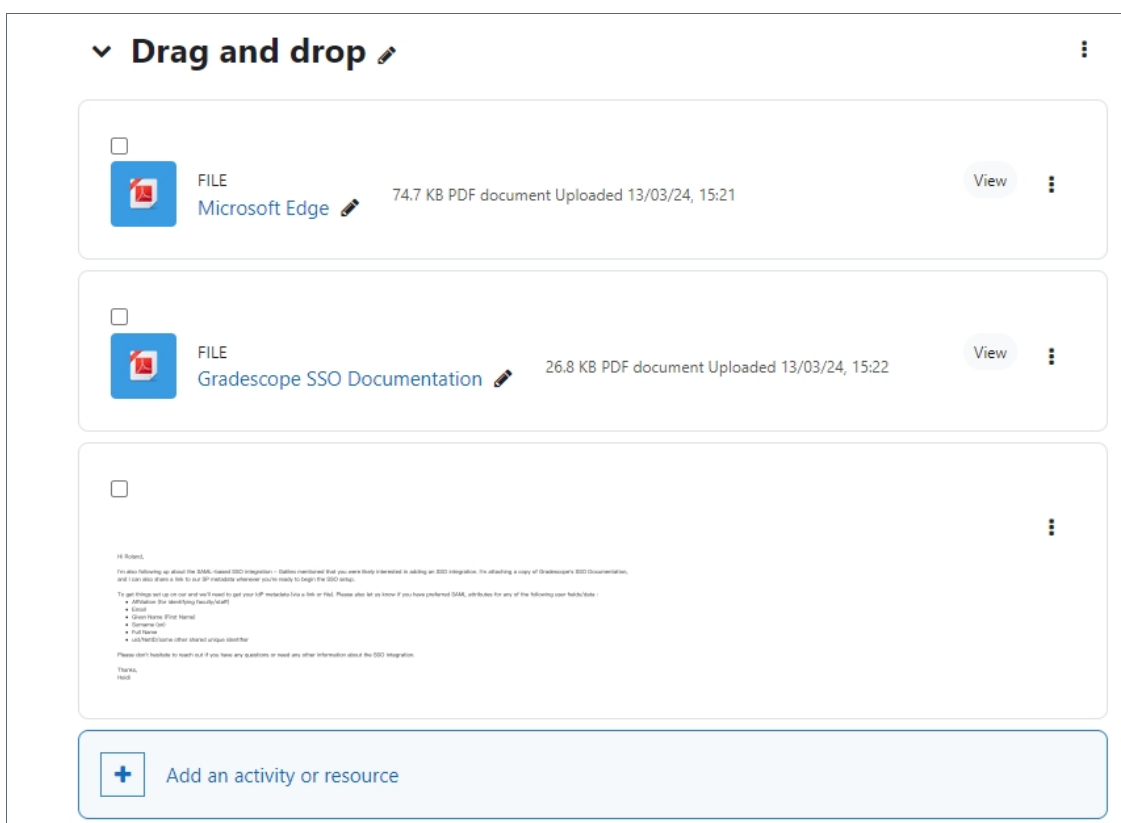 Drag and drop
FILE
Microsoft Edge
74.7 KB PDF document Uploaded 13/03/24, 15:21
View
FILE
Gradescope SSO Documentation
26.8 KB PDF document Uploaded 13/03/24, 15:22
View
Hi Roland,
I'm also following up about the SAML-based SSO integration – mentioned that you were likely interested in adding an SSO integration. I'm attaching a copy of Gradescope's SSO Documentation,
and I can also share a link to our SP metadata whenever you're ready to begin the SSO setup.
To get things set up on our end we'll need to get your IdP metadata (via a link or file). Please also let us know if you have preferred SAML attributes for any of the following user fields/data :
Affiliation (for identifying faculty/staff)
Email
Given Name (First Name)
Surname (sn)
Full Name
uid/NetID/some other shared unique identifier
Please don't hesitate to reach out if you have any questions or need any other information about the SSO integration.
Thanks,
Heidi
Add an activity or resource